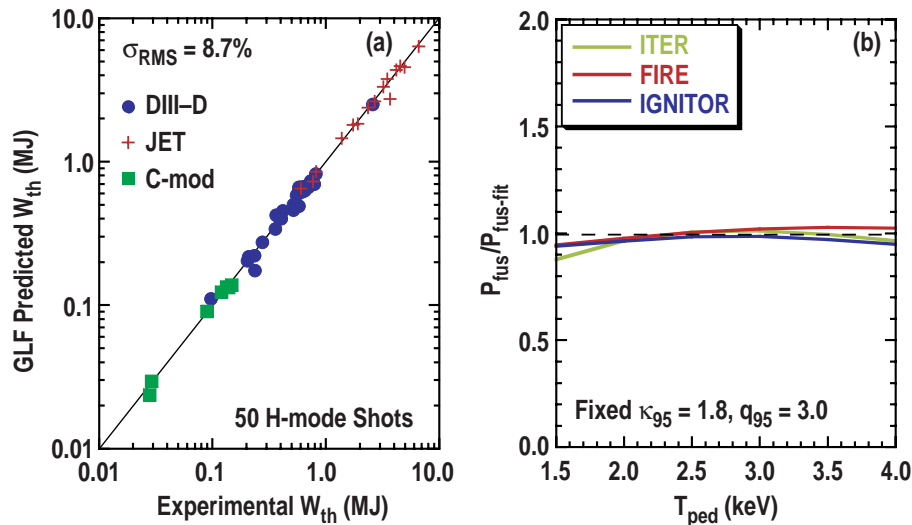 (a)
σRMS = 8.7%
DIII–D
JET
C-mod
50 H-mode Shots
GLF Predicted Wth (MJ)
10.0
1.0
0.1
0.01
0.01 0.1 1.0 10.0
Experimental Wth (MJ)
(b)
ITER
FIRE
IGNITOR
Fixed κ95 = 1.8, q95 = 3.0
Pfus/Pfus-fit
2.0
1.5
1.0
0.5
0.0
1.5 2.0 2.5 3.0 3.5 4.0
Tped (keV)